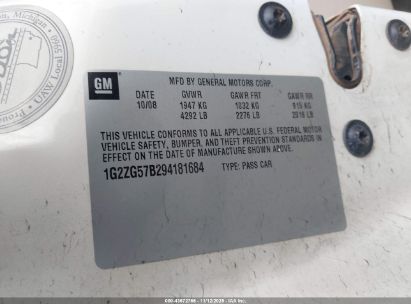 GM
MFD BY GENERAL MOTORS CORP.
DATE GVWR GAWR FRT GAWR RR
10/08 1947 KG 1032 KG 915 KG
4292 LB 2276 LB 2016 LB
THIS VEHICLE CONFORMS TO ALL APPLICABLE U.S. FEDERAL MOTOR
VEHICLE SAFETY, BUMPER, AND THEFT PREVENTION STANDARDS
IN EFFECT ON THE DATE OF MANUFACTURE SHOWN ABOVE.
1G2ZG57B294181684 TYPE: PASS CAR
Michigan
UAW